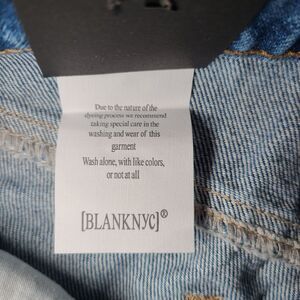 Due to the nature of the
dyeing process we recommend
taking special care in the
washing and wear of this
garment
Wash alone, with like colors,
or not at all
[BLANKNYC]®